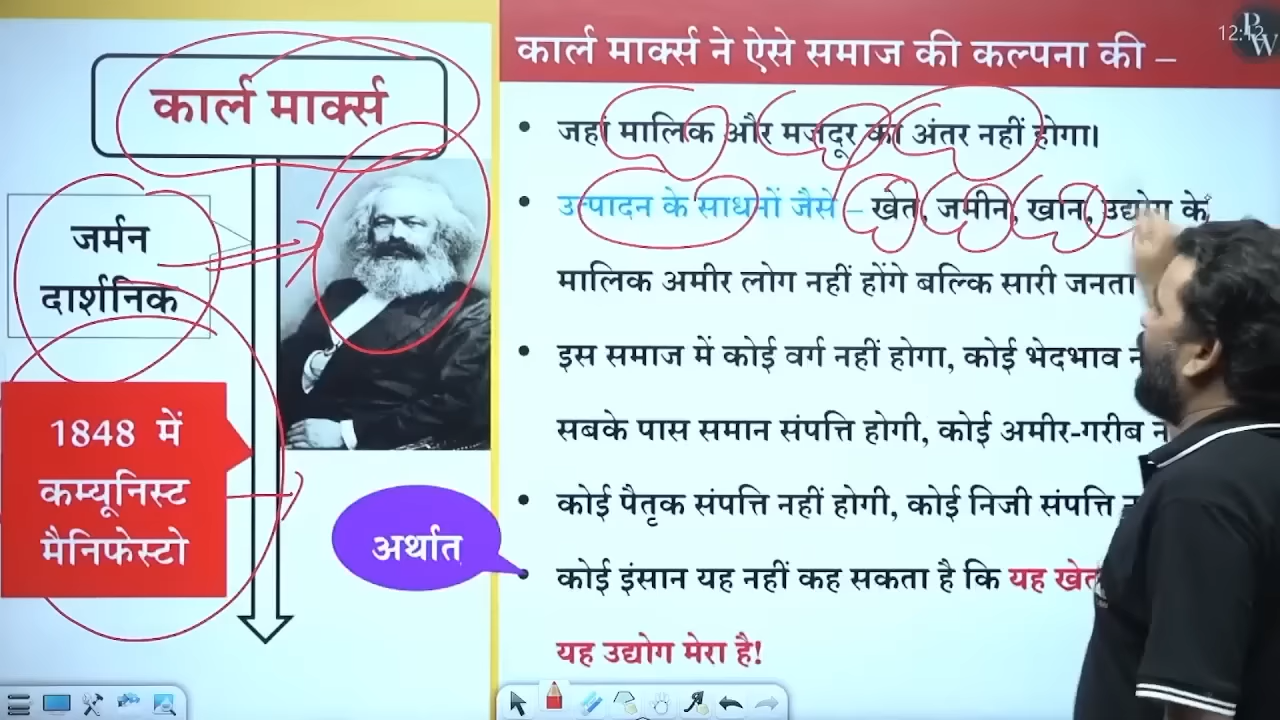 कार्ल मार्क्स
जर्मन
दार्शनिक
1848 में
कम्यूनिस्ट
मैनिफेस्टो
अर्थात
कार्ल मार्क्स ने ऐसे समाज की कल्पना की –
12:12
PW
• जहां मालिक और मजदूर का अंतर नहीं होगा।
• उत्पादन के साधनों जैसे – खेत, जमीन, खान, उद्योग के
मालिक अमीर लोग नहीं होंगे बल्कि सारी जनता
• इस समाज में कोई वर्ग नहीं होगा, कोई भेदभाव
सबके पास समान संपत्ति होगी, कोई अमीर-गरीब
• कोई पैतृक संपत्ति नहीं होगी, कोई निजी संपत्ति
• कोई इंसान यह नहीं कह सकता है कि यह खेत
यह उद्योग मेरा है!